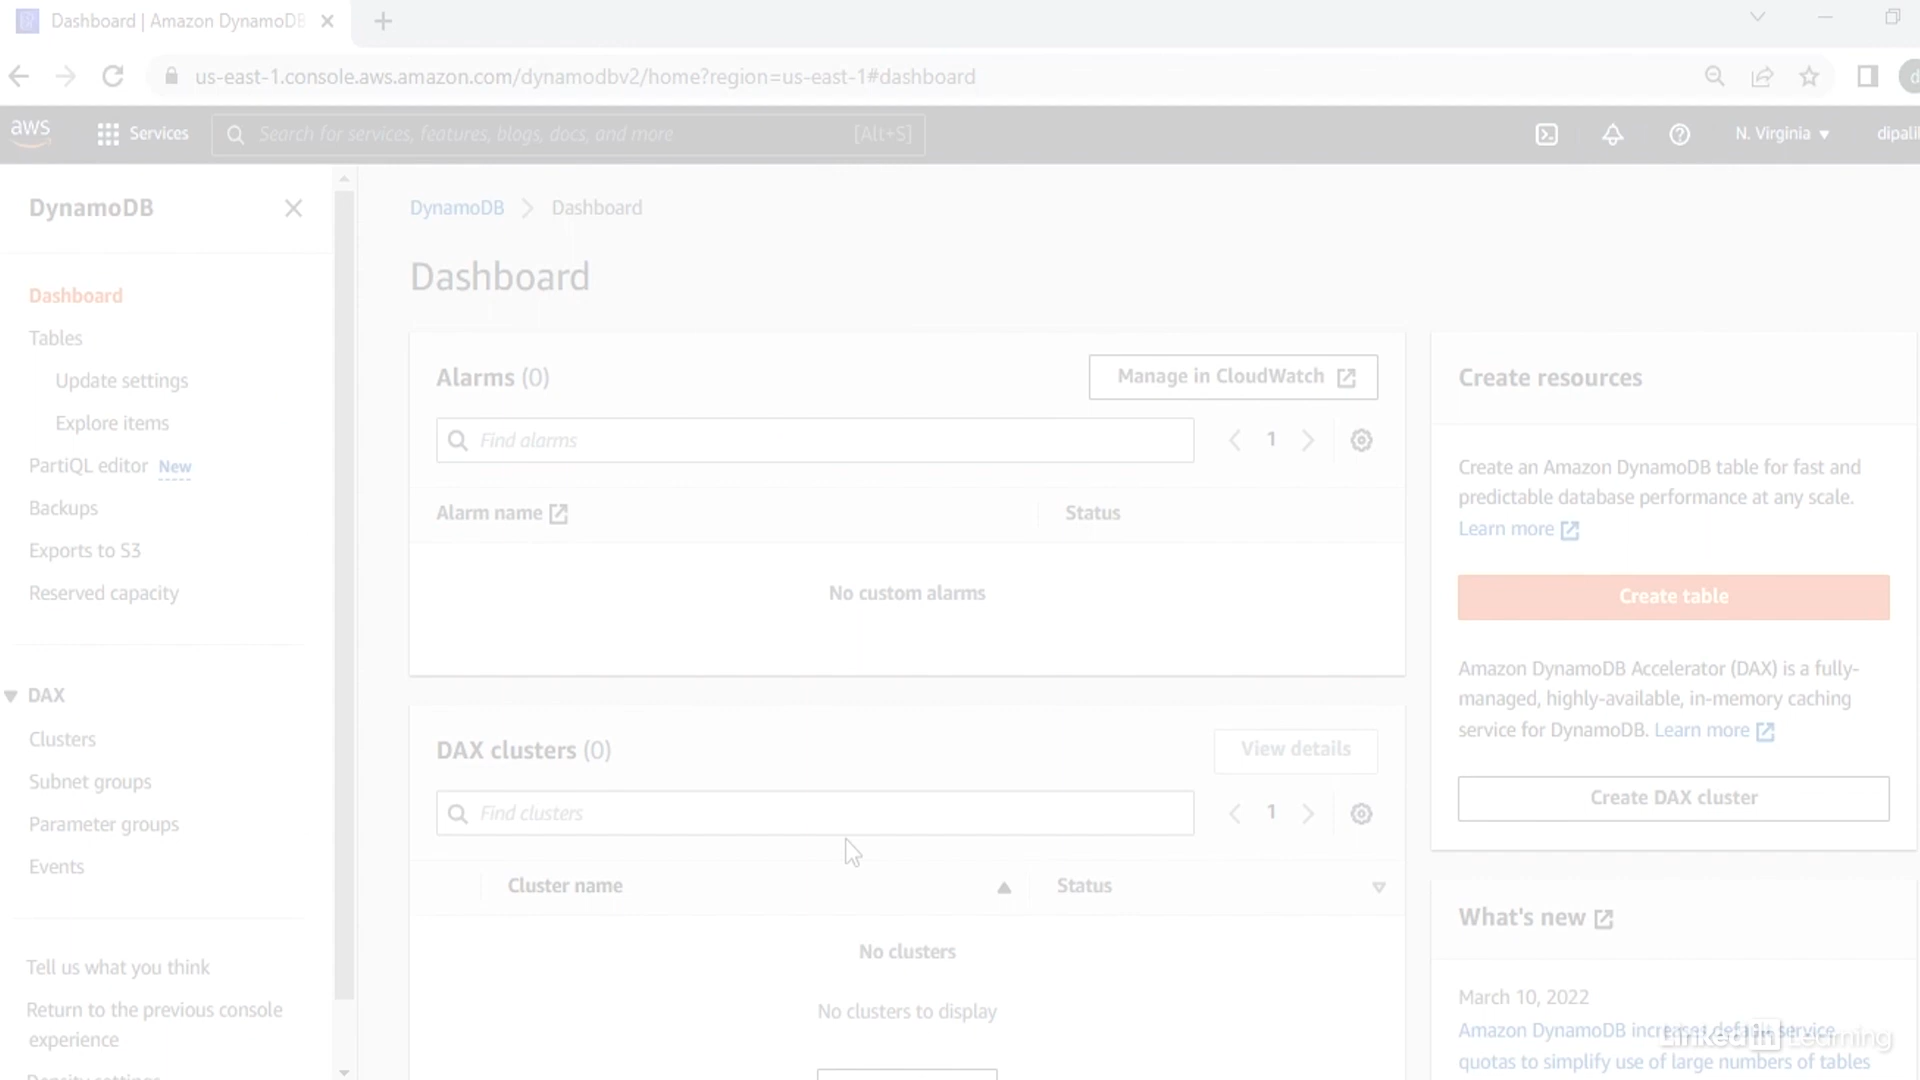 Dashboard | Amazon DynamoDB
us-east-1.console.aws.amazon.com/dynamodbv2/home?region=us-east-1#dashboard
aws
Services
Search for services, features, blogs, docs, and more
[Alt+S]
N. Virginia
dipali
DynamoDB
Dashboard
Tables
Update settings
Explore items
PartiQL editor New
Backups
Exports to S3
Reserved capacity
DAX
Clusters
Subnet groups
Parameter groups
Events
Tell us what you think
Return to the previous console
experience
Density settings
DynamoDB
Dashboard
Dashboard
Alarms (0)
Manage in CloudWatch
Find alarms
1
Alarm name
Status
No custom alarms
DAX clusters (0)
View details
Find clusters
1
Cluster name
Status
No clusters
No clusters to display
Create resources
Create an Amazon DynamoDB table for fast and
predictable database performance at any scale.
Learn more
Create table
Amazon DynamoDB Accelerator (DAX) is a fully-
managed, highly-available, in-memory caching
service for DynamoDB. Learn more
Create DAX cluster
What's new
March 10, 2022
Amazon DynamoDB increases default service
quotas to simplify use of large numbers of tables
LinkedIn Learning